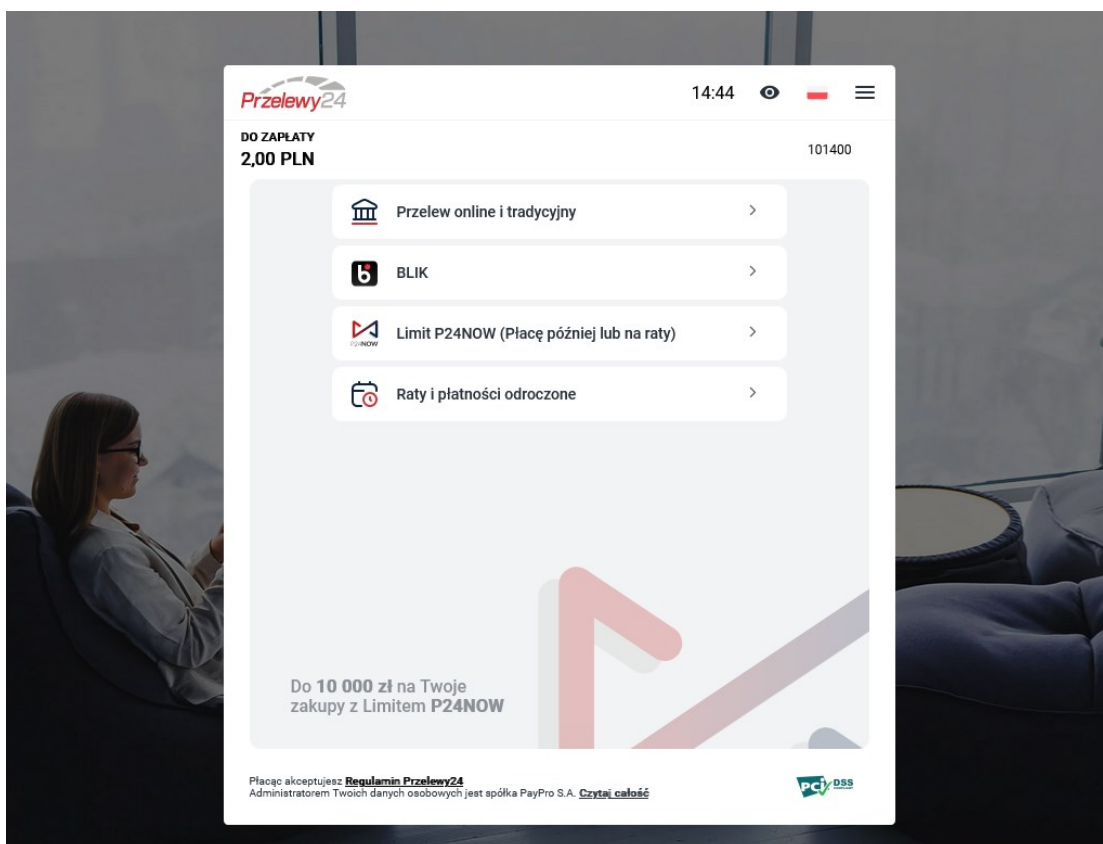 Przelewy24
14:44
DO ZAPŁATY
2,00 PLN
101400
Przelew online i tradycyjny
BLIK
P24NOW
Limit P24NOW (Płacę później lub na raty)
Raty i płatności odroczone
Do 10 000 zł na Twoje
zakupy z Limitem P24NOW
Płacąc akceptujesz Regulamin Przelewy24
Administratorem Twoich danych osobowych jest spółka PayPro S.A. Czytaj całość
PCI DSS